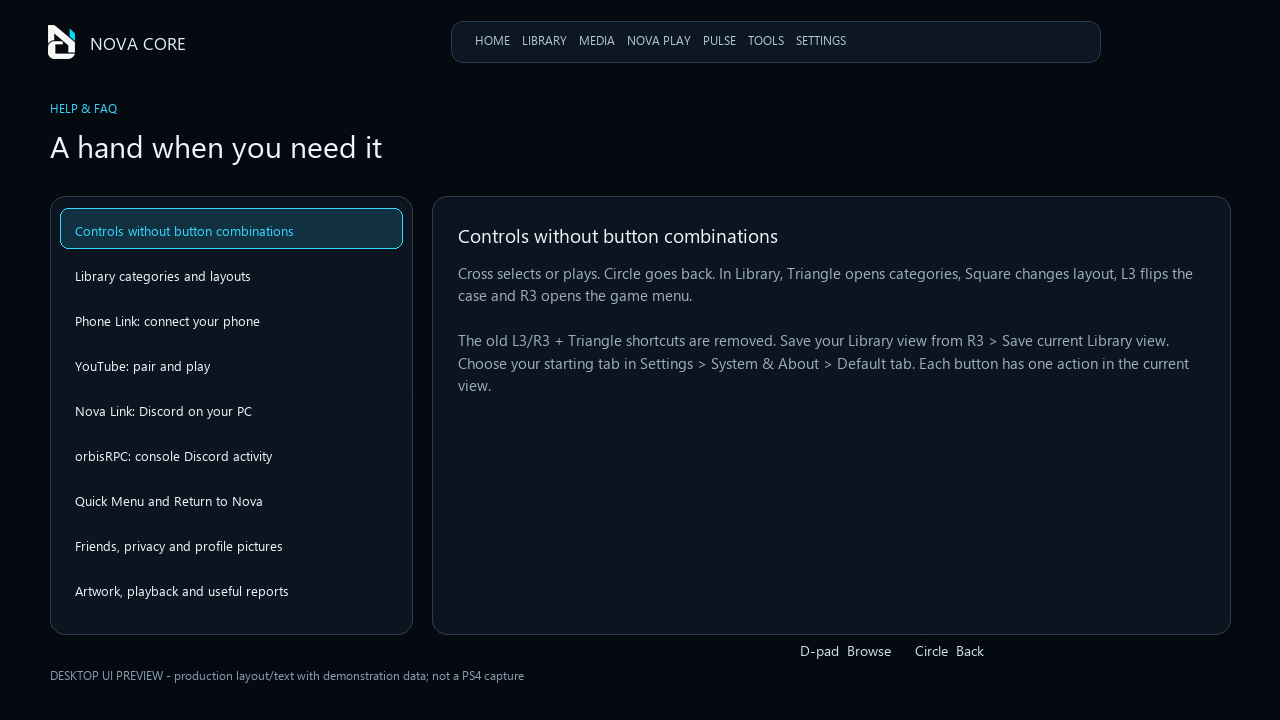 NOVA CORE
HOME LIBRARY MEDIA NOVA PLAY PULSE TOOLS SETTINGS
HELP & FAQ
A hand when you need it
Controls without button combinations
Library categories and layouts
Phone Link: connect your phone
YouTube: pair and play
Nova Link: Discord on your PC
orbisRPC: console Discord activity
Quick Menu and Return to Nova
Friends, privacy and profile pictures
Artwork, playback and useful reports
Controls without button combinations
Cross selects or plays. Circle goes back. In Library, Triangle opens categories, Square changes layout, L3 flips the
case and R3 opens the game menu.
The old L3/R3 + Triangle shortcuts are removed. Save your Library view from R3 > Save current Library view.
Choose your starting tab in Settings > System & About > Default tab. Each button has one action in the current
view.
D-pad Browse Circle Back
DESKTOP UI PREVIEW - production layout/text with demonstration data; not a PS4 capture